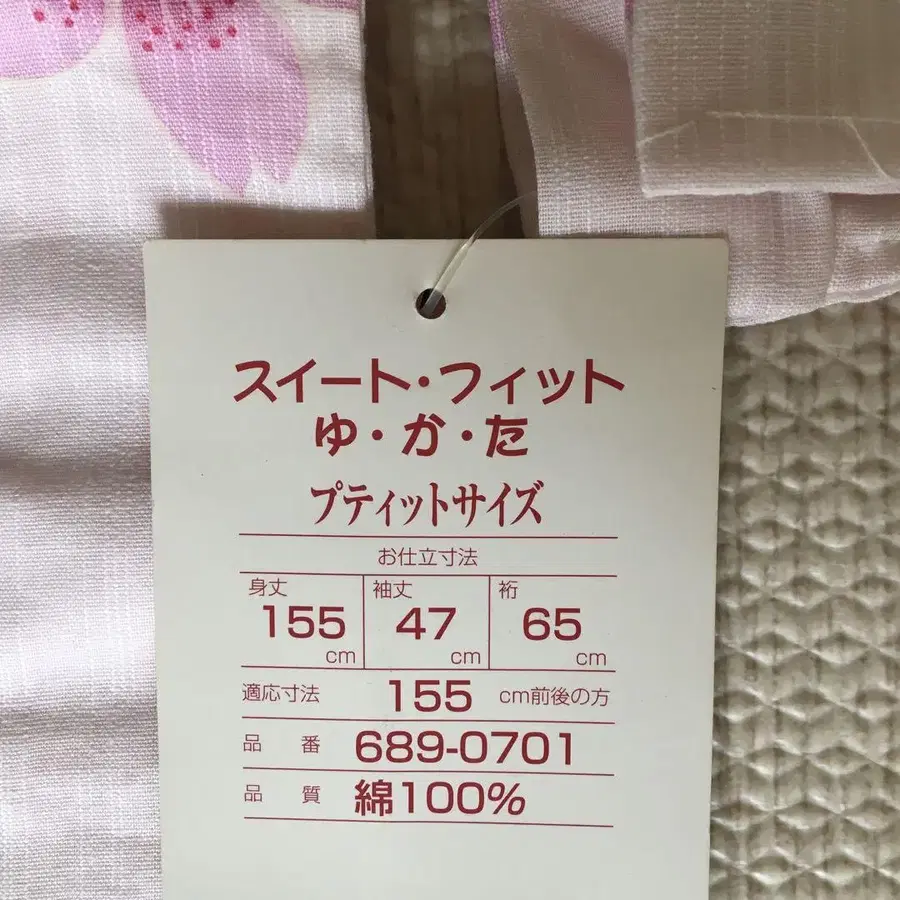 スイート・フィット
ゆ・か・た
プティットサイズ
お仕立寸法
身丈 袖丈 裄
155 47 65
cm cm cm
適応寸法 155 cm前後の方
品番 689-0701
品質 綿100%